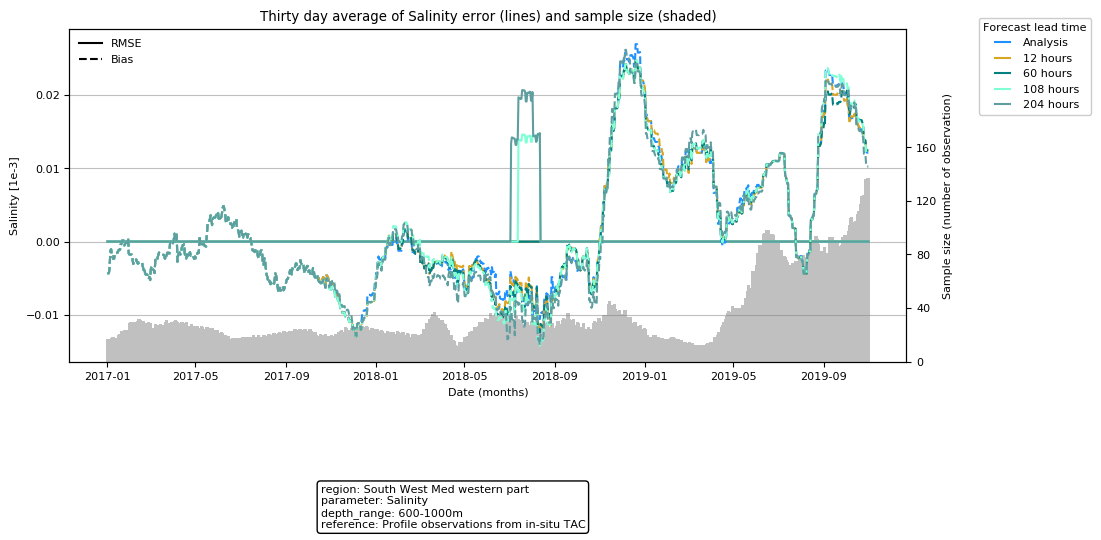 Thirty day average of Salinity error (lines) and sample size (shaded)
RMSE
Bias
Forecast lead time
Analysis
12 hours
60 hours
108 hours
204 hours
Salinity [1e-3]
0.02
0.01
0.00
−0.01
Sample size (number of observation)
160
120
80
40
0
2017-01 2017-05 2017-09 2018-01 2018-05 2018-09 2019-01 2019-05 2019-09
Date (months)
region: South West Med western part
parameter: Salinity
depth_range: 600-1000m
reference: Profile observations from in-situ TAC